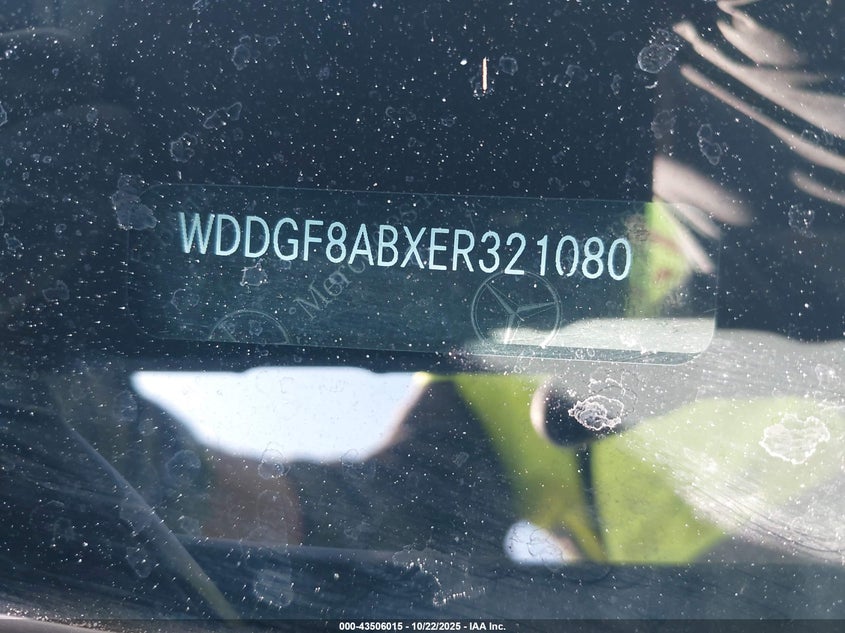 WDDGF8ABXER321080
000-43506015 - 10/22/2025 - IAA Inc.